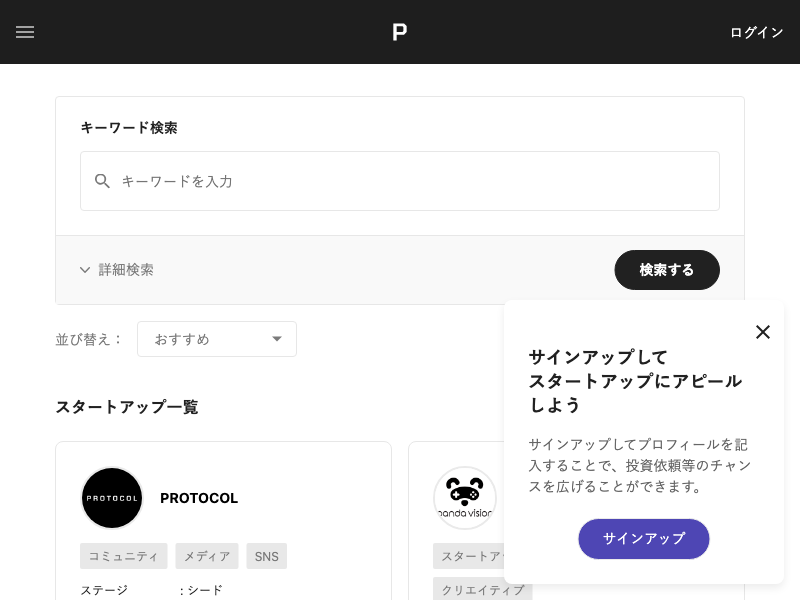 P
ログイン
キーワード検索
キーワードを入力
詳細検索
検索する
並び替え：
おすすめ
スタートアップ一覧
PROTOCOL
PROTOCOL
コミュニティ
メディア
SNS
ステージ
: シード
panda vision
スタートア
クリエイティブ
サインアップして
スタートアップにアピール
しよう
サインアップしてプロフィールを記
入することで、投資依頼等のチャン
スを広げることができます。
サインアップ